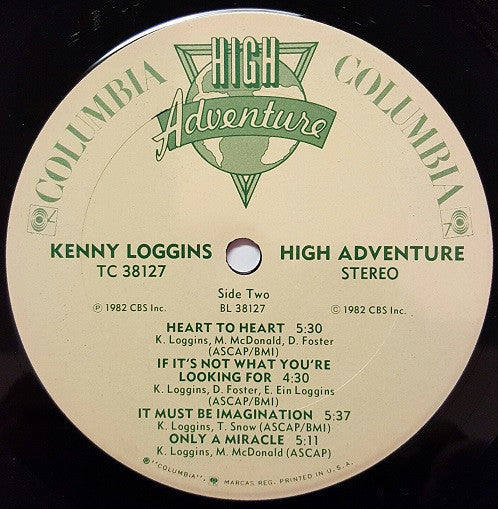 HIGH
Adventure
COLUMBIA
COLUMBIA
KENNY LOGGINS HIGH ADVENTURE
TC 38127 STEREO
Side Two
℗ 1982 CBS Inc. BL 38127 © 1982 CBS Inc.
HEART TO HEART 5:30
K. Loggins, M. McDonald, D. Foster
(ASCAP/BMI)
IF IT'S NOT WHAT YOU'RE
LOOKING FOR 4:30
K. Loggins, D. Foster, E. Ein Loggins
(ASCAP/BMI)
IT MUST BE IMAGINATION 5:37
K. Loggins, T. Snow (ASCAP/BMI)
ONLY A MIRACLE 5:11
K. Loggins, M. McDonald (ASCAP)
® "COLUMBIA", MARCAS REG. PRINTED IN U.S.A.